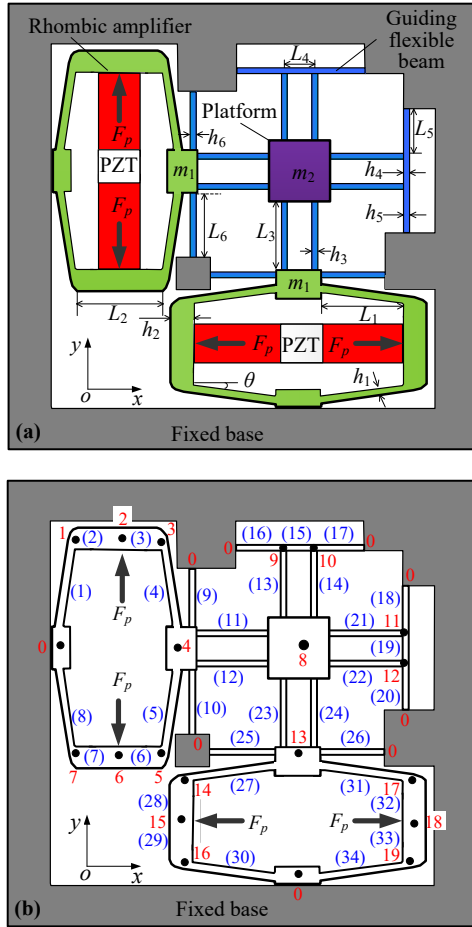 Rhombic amplifier
Guiding
flexible
beam
L4
Platform
Fp
h6
L5
PZT
m1
m2
h4
Fp
L6
L3
h5
h3
m1
L2
h2
L1
Fp
PZT
Fp
y
o
x
θ
h1
(a)
Fixed base
1
2
3
(2)
(3)
0
(16)
(15)
(17)
0
9
10
0
0
(1)
(4)
(9)
(13)
(14)
(18)
Fp
(11)
(21)
11
0
4
8
(19)
(12)
(22)
12
Fp
(8)
(5)
(10)
(23)
(24)
(20)
(7)
(6)
0
13
0
7
6
5
(25)
(26)
(27)
(31)
(28)
14
17
(32)
15
Fp
Fp
18
(29)
(33)
16
19
y
(30)
(34)
o
x
0
(b)
Fixed base